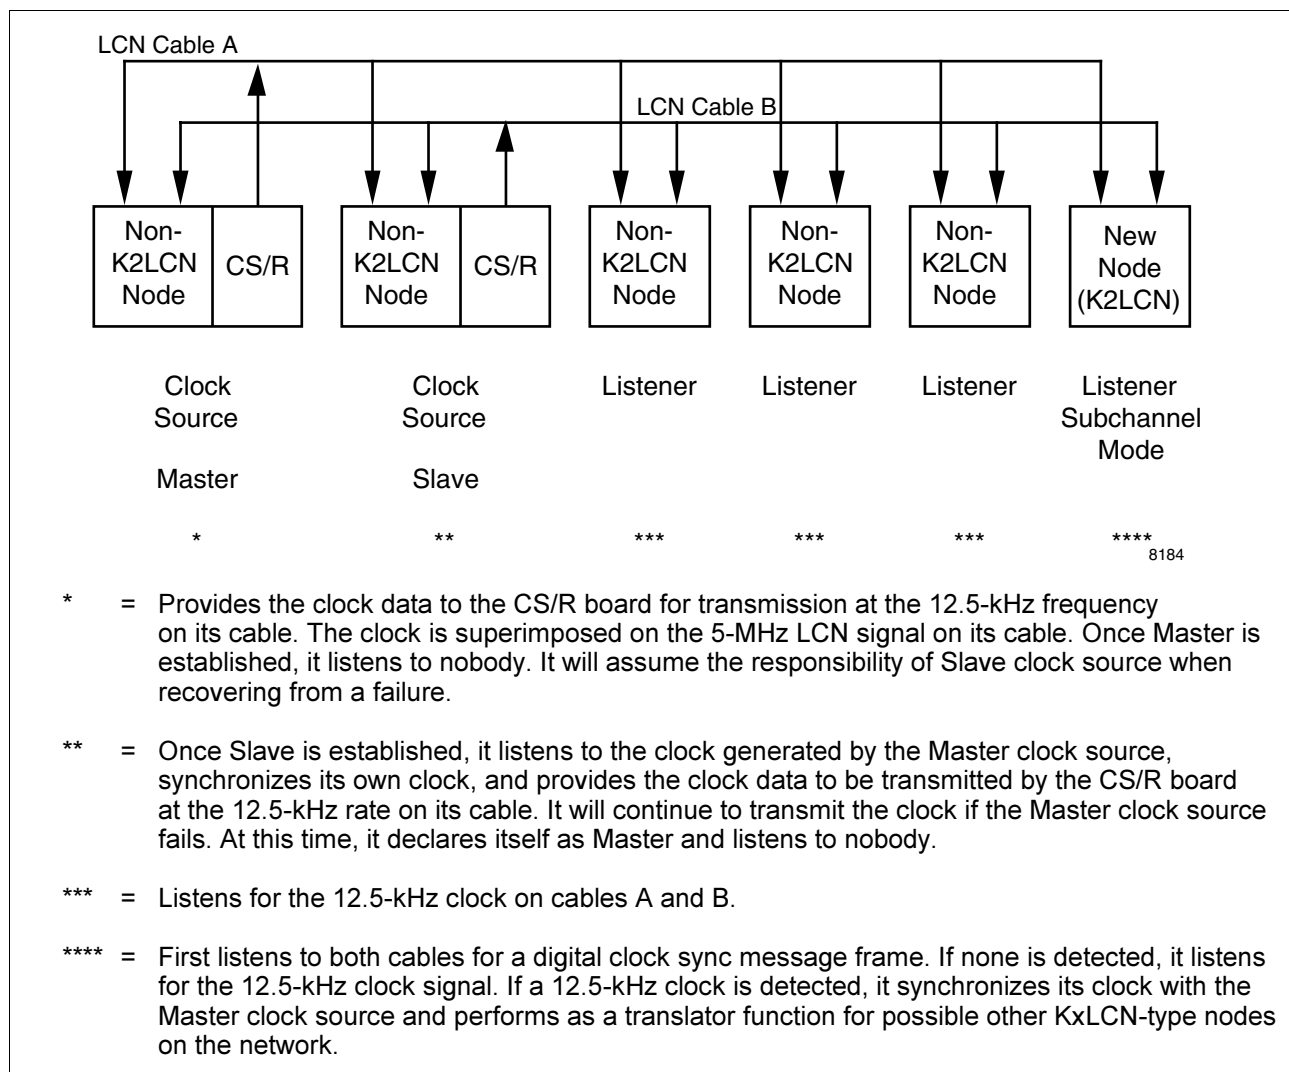 LCN Cable A
LCN Cable B
Non-
K2LCN
Node
CS/R
Non-
K2LCN
Node
CS/R
Non-
K2LCN
Node
Non-
K2LCN
Node
Non-
K2LCN
Node
New
Node
(K2LCN)
Clock
Source
Master
Clock
Source
Slave
Listener
Listener
Listener
Listener
Subchannel
Mode
*
**
***
***
***
****
8184
* = Provides the clock data to the CS/R board for transmission at the 12.5-kHz frequency
on its cable. The clock is superimposed on the 5-MHz LCN signal on its cable. Once Master is
established, it listens to nobody. It will assume the responsibility of Slave clock source when
recovering from a failure.
** = Once Slave is established, it listens to the clock generated by the Master clock source,
synchronizes its own clock, and provides the clock data to be transmitted by the CS/R board
at the 12.5-kHz rate on its cable. It will continue to transmit the clock if the Master clock source
fails. At this time, it declares itself as Master and listens to nobody.
*** = Listens for the 12.5-kHz clock on cables A and B.
**** = First listens to both cables for a digital clock sync message frame. If none is detected, it listens
for the 12.5-kHz clock signal. If a 12.5-kHz clock is detected, it synchronizes its clock with the
Master clock source and performs as a translator function for possible other KxLCN-type nodes
on the network.